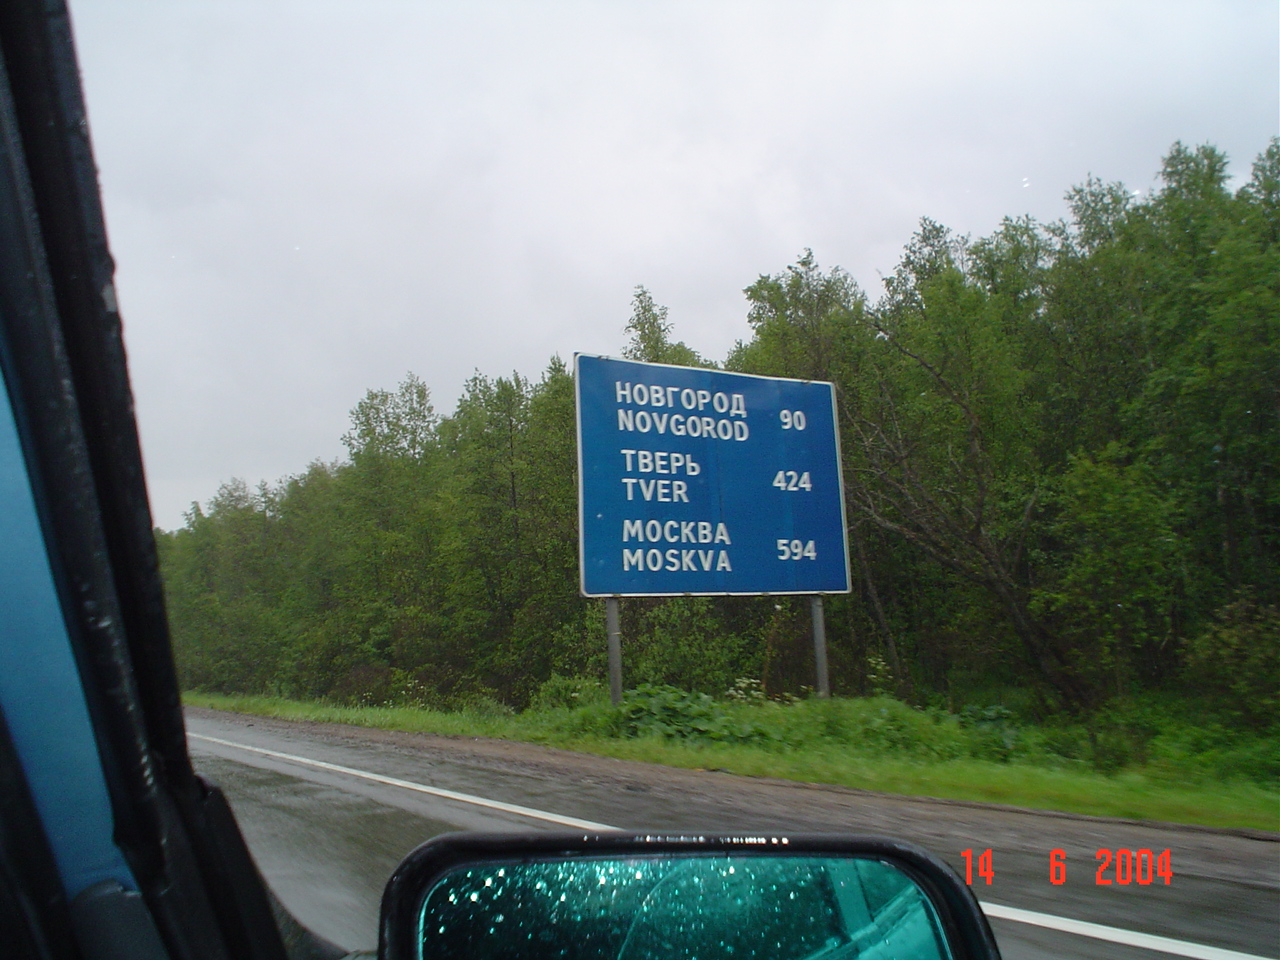 НОВГОРОД
NOVGOROD 90
ТВЕРЬ
TVER 424
МОСКВА
MOSKVA 594
14 6 2004